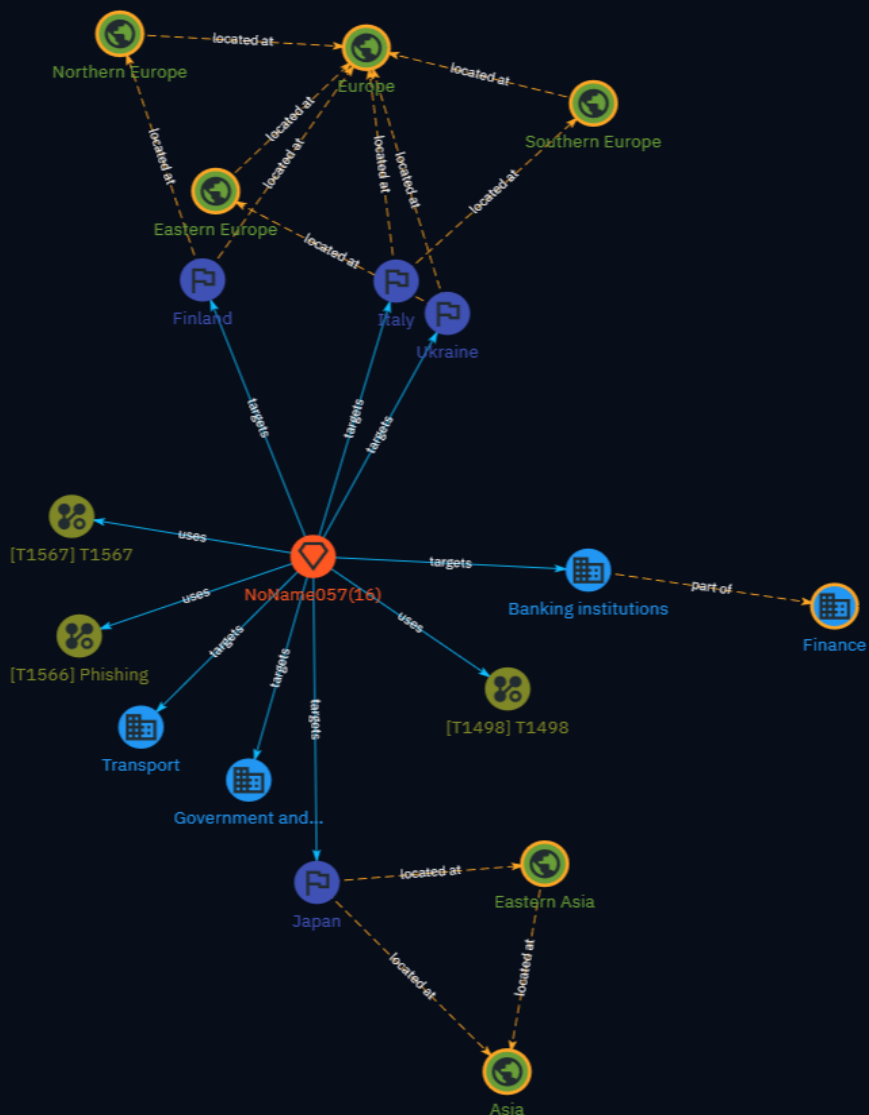 located at
Northern Europe
Europe
located at
Southern Europe
located at
located at
located at
located at
located at
located at
Eastern Europe
located at
Finland
Italy
Ukraine
targets
targets
targets
[T1567] T1567
uses
NoName057(16)
targets
Banking institutions
part of
Finance
[T1566] Phishing
uses
uses
[T1498] T1498
targets
Transport
targets
Government and...
targets
Japan
located at
Eastern Asia
located at
located at
Asia